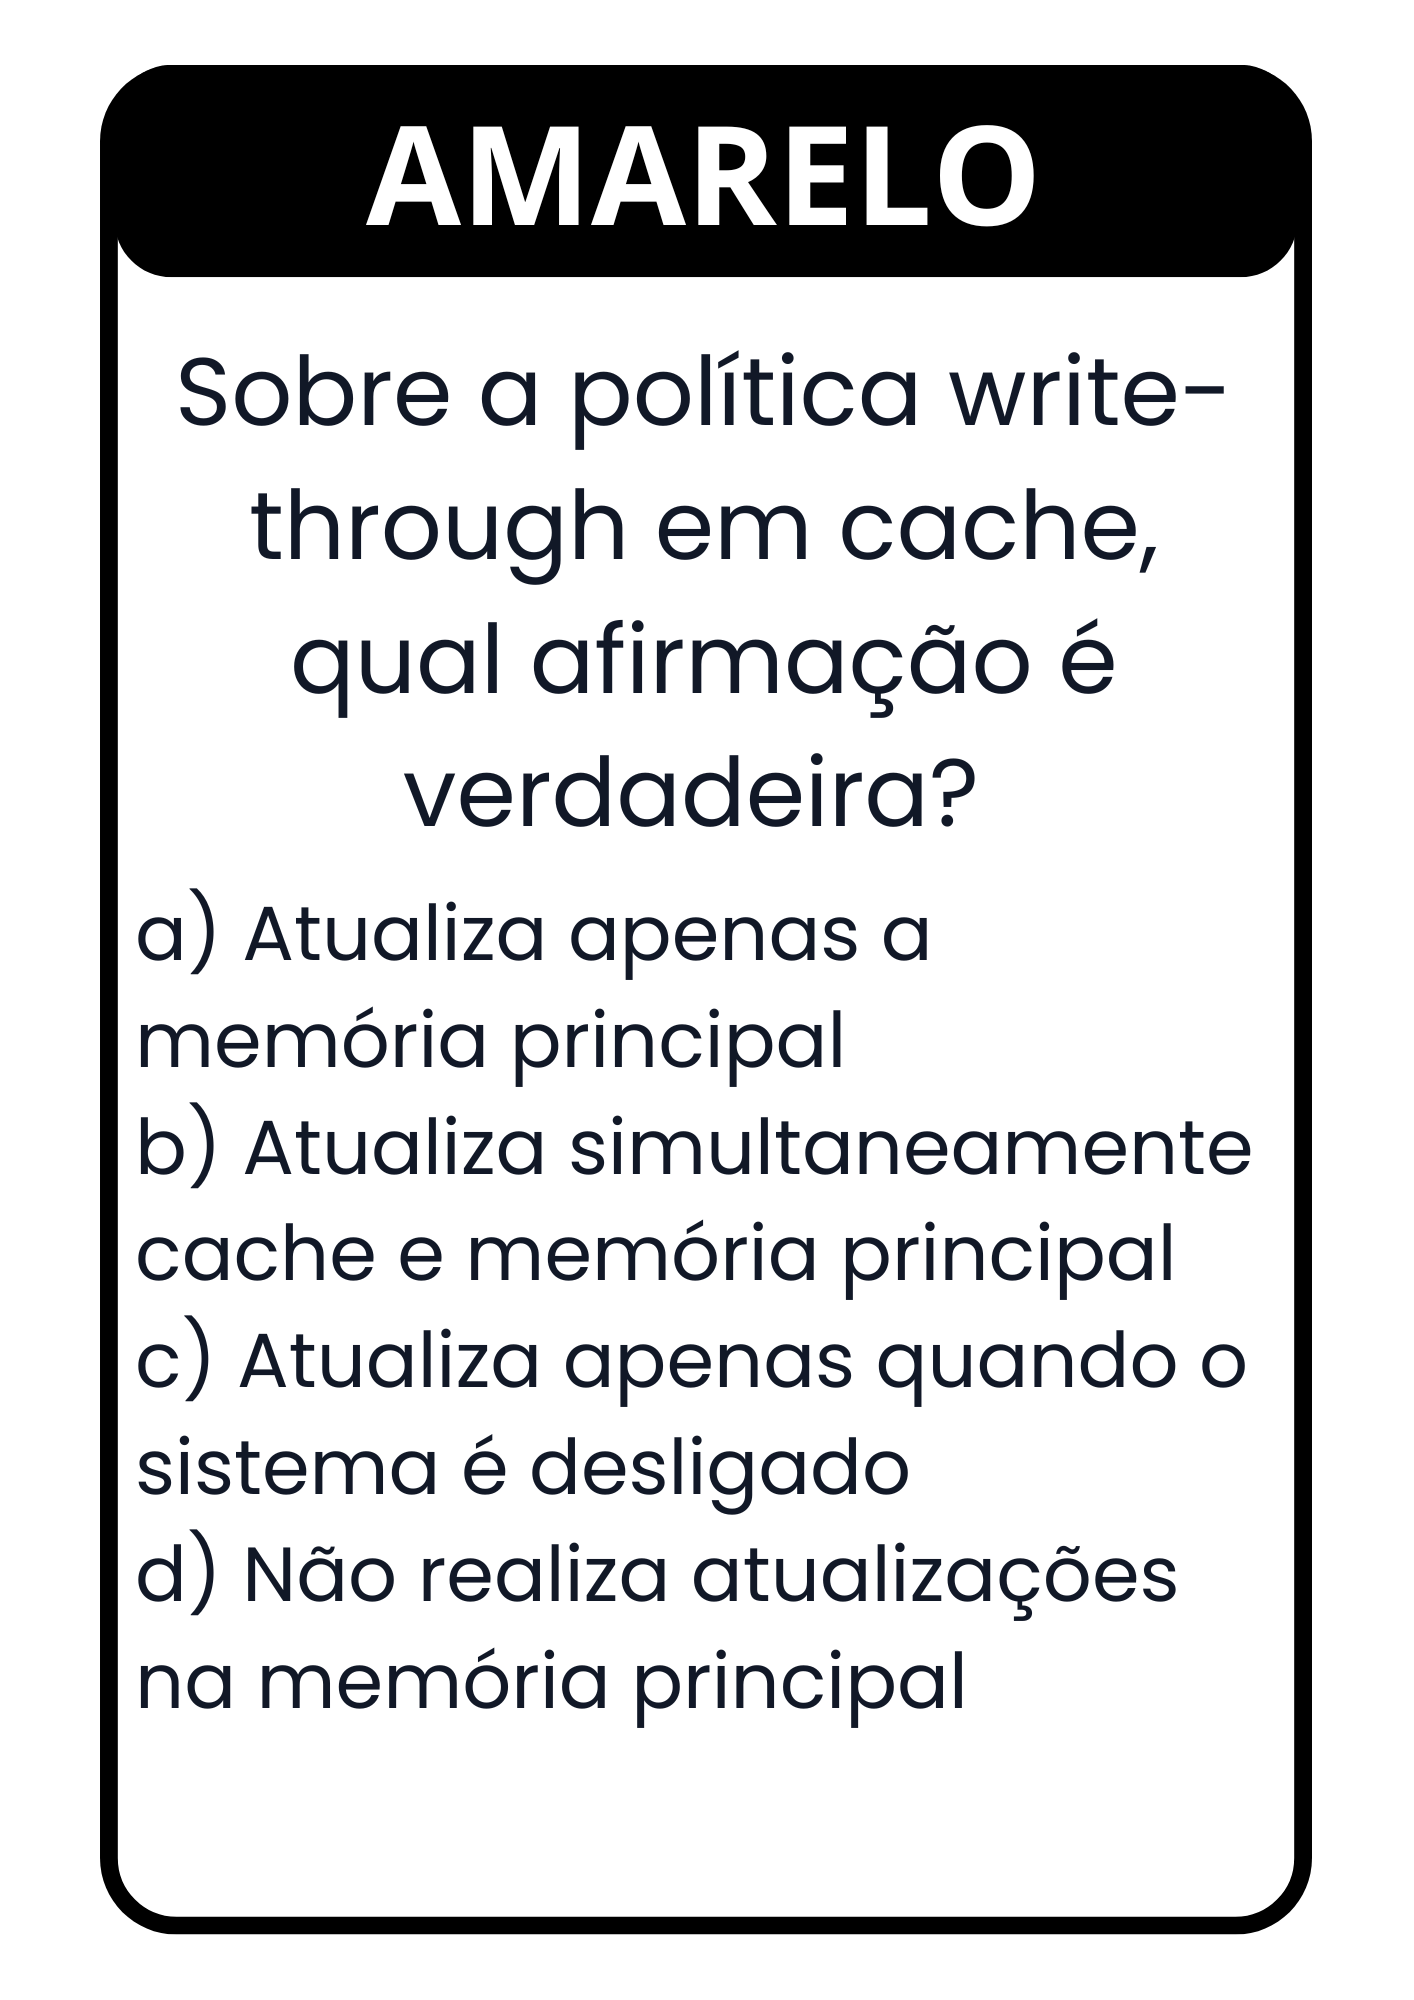 AMARELO
Sobre a política write-
through em cache,
qual afirmação é
verdadeira?
a) Atualiza apenas a
memória principal
b) Atualiza simultaneamente
cache e memória principal
c) Atualiza apenas quando o
sistema é desligado
d) Não realiza atualizações
na memória principal